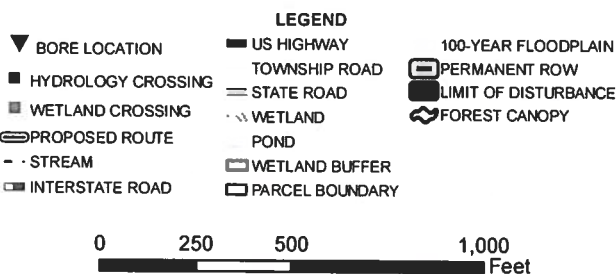 LEGEND
BORE LOCATION
HYDROLOGY CROSSING
WETLAND CROSSING
PROPOSED ROUTE
STREAM
INTERSTATE ROAD
US HIGHWAY
TOWNSHIP ROAD
STATE ROAD
WETLAND
POND
WETLAND BUFFER
PARCEL BOUNDARY
100-YEAR FLOODPLAIN
PERMANENT ROW
LIMIT OF DISTURBANCE
FOREST CANOPY
0 250 500 1,000
Feet